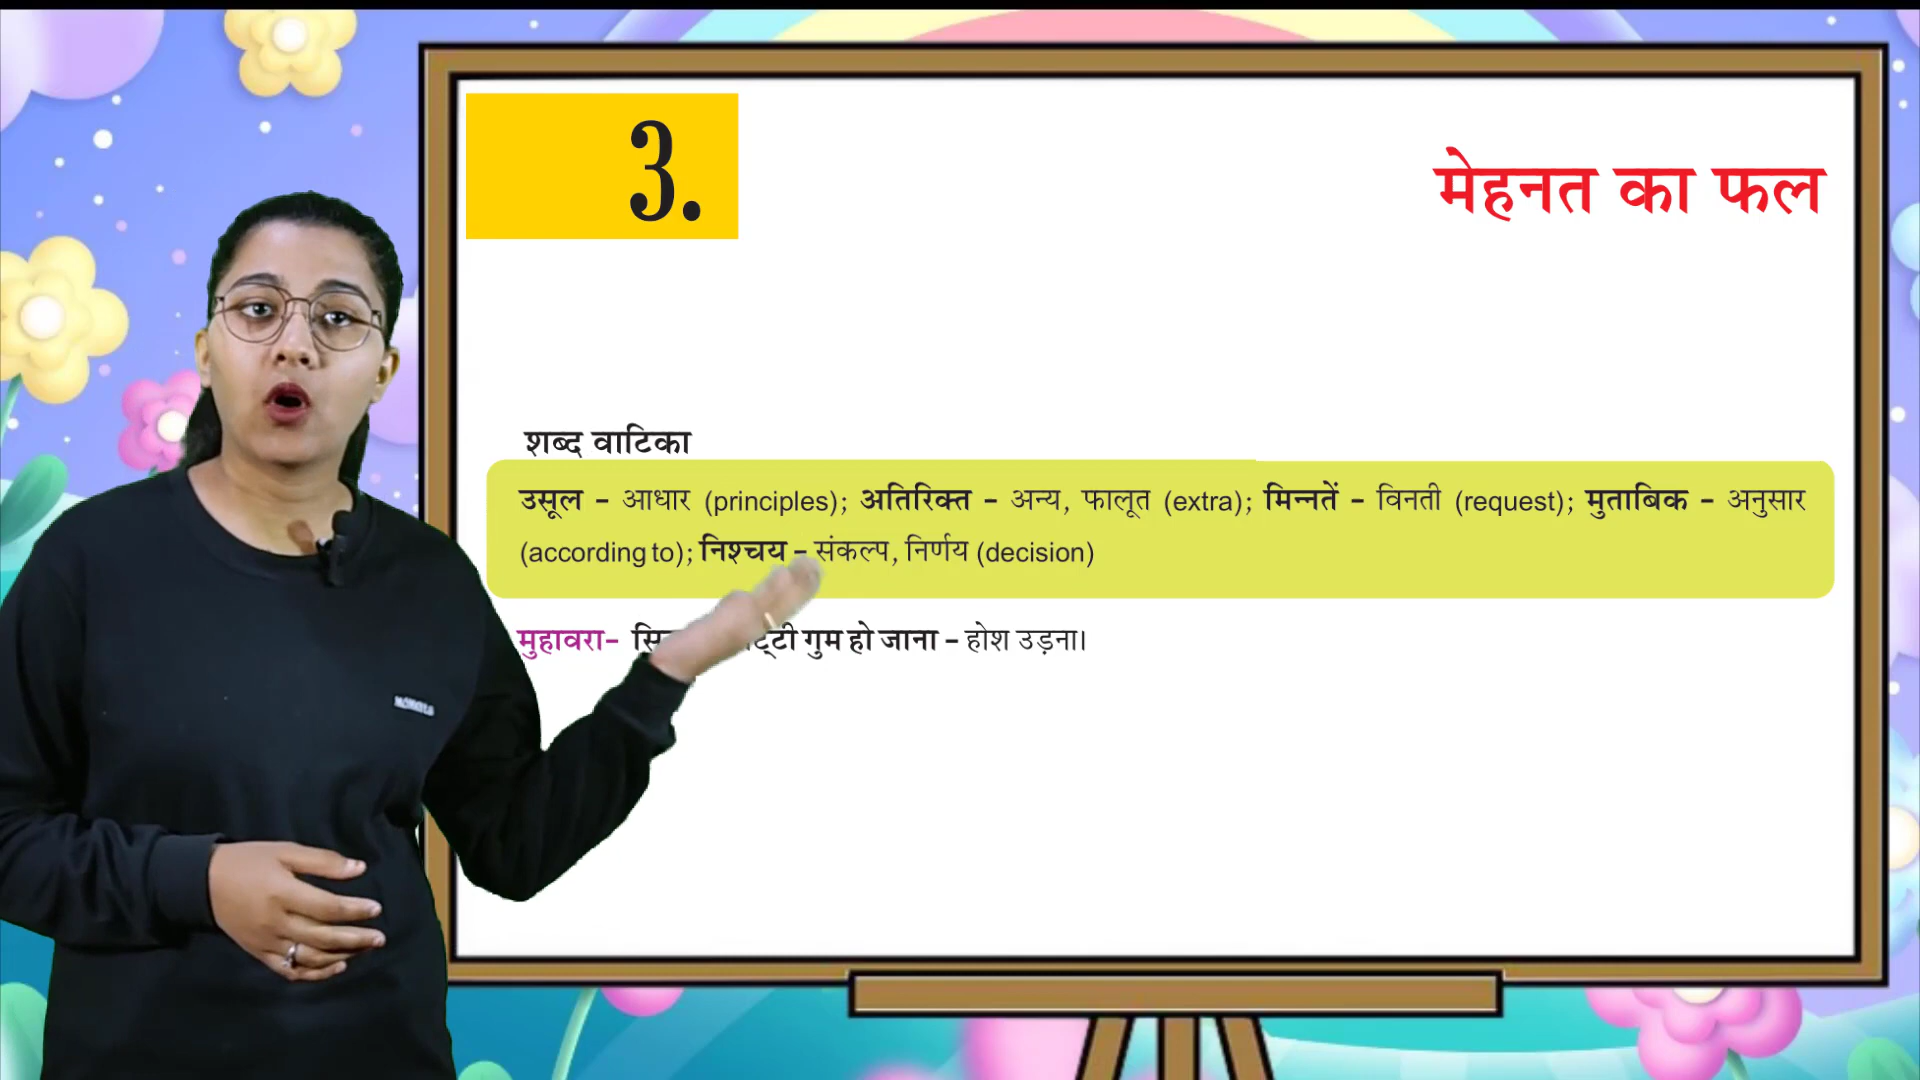 3.
मेहनत का फल
शब्द वाटिका
उसूल - आधार (principles); अतिरिक्त - अन्य, फालूत (extra); मिन्नतें - विनती (request); मुताबिक - अनुसार
(according to); निश्चय - संकल्प, निर्णय (decision)
मुहावरा- गुम हो जाना - होश उड़ना।